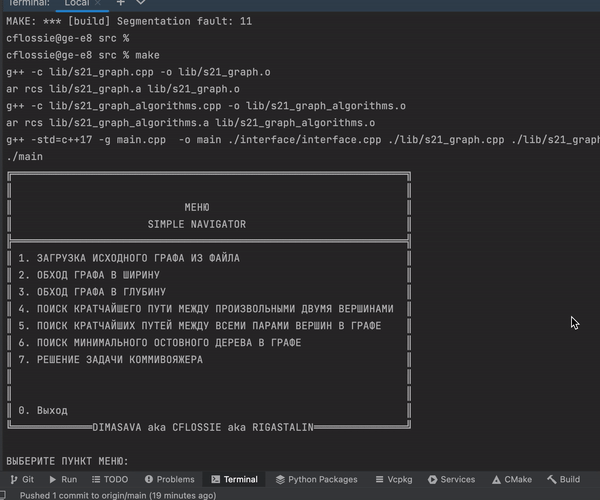 Terminal: Local × + ∨
MAKE: *** [build] Segmentation fault: 11
cflossie@ge-e8 src %
cflossie@ge-e8 src % make
g++ -c lib/s21_graph.cpp -o lib/s21_graph.o
ar rcs lib/s21_graph.a lib/s21_graph.o
g++ -c lib/s21_graph_algorithms.cpp -o lib/s21_graph_algorithms.o
ar rcs lib/s21_graph_algorithms.a lib/s21_graph_algorithms.o
g++ -std=c++17 -g main.cpp  -o main ./interface/interface.cpp ./lib/s21_graph.cpp ./lib/s21_graph
./main
МЕНЮ
SIMPLE NAVIGATOR
1. ЗАГРУЗКА ИСХОДНОГО ГРАФА ИЗ ФАЙЛА
2. ОБХОД ГРАФА В ШИРИНУ
3. ОБХОД ГРАФА В ГЛУБИНУ
4. ПОИСК КРАТЧАЙШЕГО ПУТИ МЕЖДУ ПРОИЗВОЛЬНЫМИ ДВУМЯ ВЕРШИНАМИ
5. ПОИСК КРАТЧАЙШИХ ПУТЕЙ МЕЖДУ ВСЕМИ ПАРАМИ ВЕРШИН В ГРАФЕ
6. ПОИСК МИНИМАЛЬНОГО ОСТОВНОГО ДЕРЕВА В ГРАФЕ
7. РЕШЕНИЕ ЗАДАЧИ КОММИВОЯЖЕРА
0. Выход
DIMASAVA aka CFLOSSIE aka RIGASTALIN
ВЫБЕРИТЕ ПУНКТ МЕНЮ:
Git Run TODO Problems Terminal Python Packages Vcpkg Services CMake Build
Pushed 1 commit to origin/main (19 minutes ago)